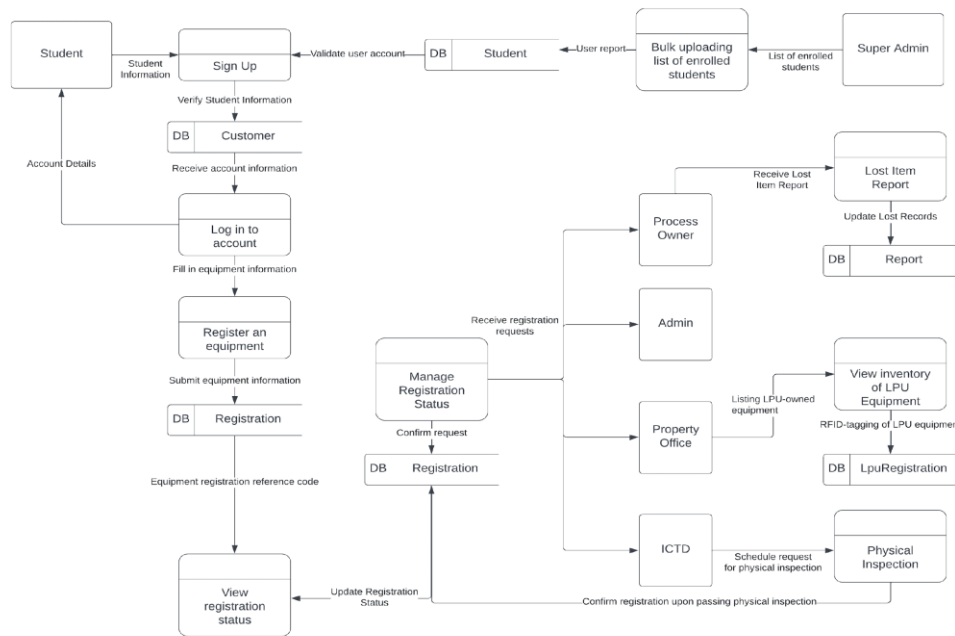 Student
Student
Information
Sign Up
Validate user account
DB
Student
User report
Bulk uploading
list of enrolled
students
List of enrolled
students
Super Admin
Verify Student Information
DB
Customer
Account Details
Receive account information
Log in to
account
Fill in equipment information
Register an
equipment
Submit equipment information
DB
Registration
Equipment registration reference code
View
registration
status
Update Registration
Status
Receive registration
requests
Manage
Registration
Status
Confirm request
DB
Registration
Process
Owner
Receive Lost
Item Report
Lost Item
Report
Update Lost Records
DB
Report
Admin
Property
Office
Listing LPU-owned
equipment
View inventory
of LPU
Equipment
RFID-tagging of LPU equipment
DB
LpuRegistration
ICTD
Schedule request
for physical inspection
Physical
Inspection
Confirm registration upon passing physical inspection